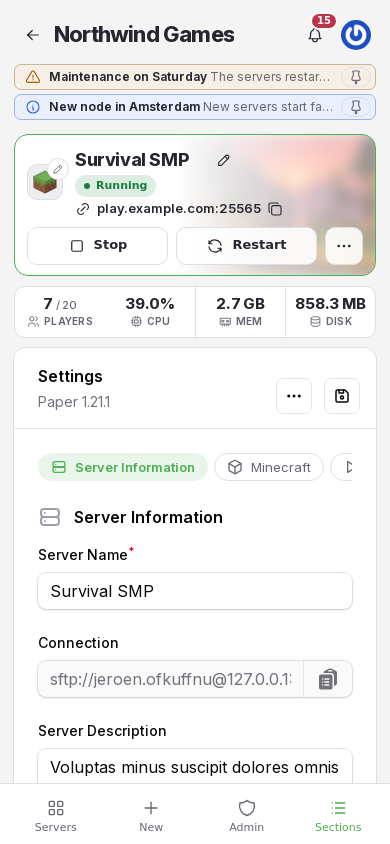 Northwind Games
15
Maintenance on Saturday The servers restar…
New node in Amsterdam New servers start fa…
Survival SMP
Running
play.example.com:25565
Stop
Restart
7 / 20
PLAYERS
39.0%
CPU
2.7 GB
MEM
858.3 MB
DISK
Settings
Paper 1.21.1
Server Information
Minecraft
Server Information
Server Name*
Survival SMP
Connection
sftp://jeroen.ofkuffnu@127.0.0.1:
Server Description
Voluptas minus suscipit dolores omnis
Servers
New
Admin
Sections